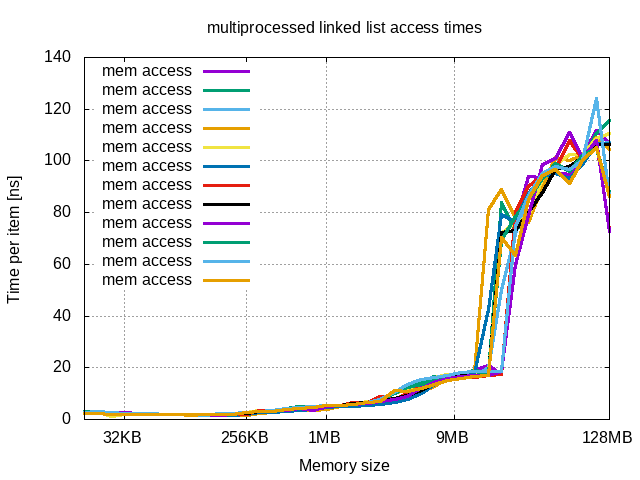 multiprocessed linked list access times
140
120
100
80
60
40
20
0
Time per item [ns]
mem access
mem access
mem access
mem access
mem access
mem access
mem access
mem access
mem access
mem access
mem access
mem access
32KB 256KB 1MB 9MB 128MB
Memory size